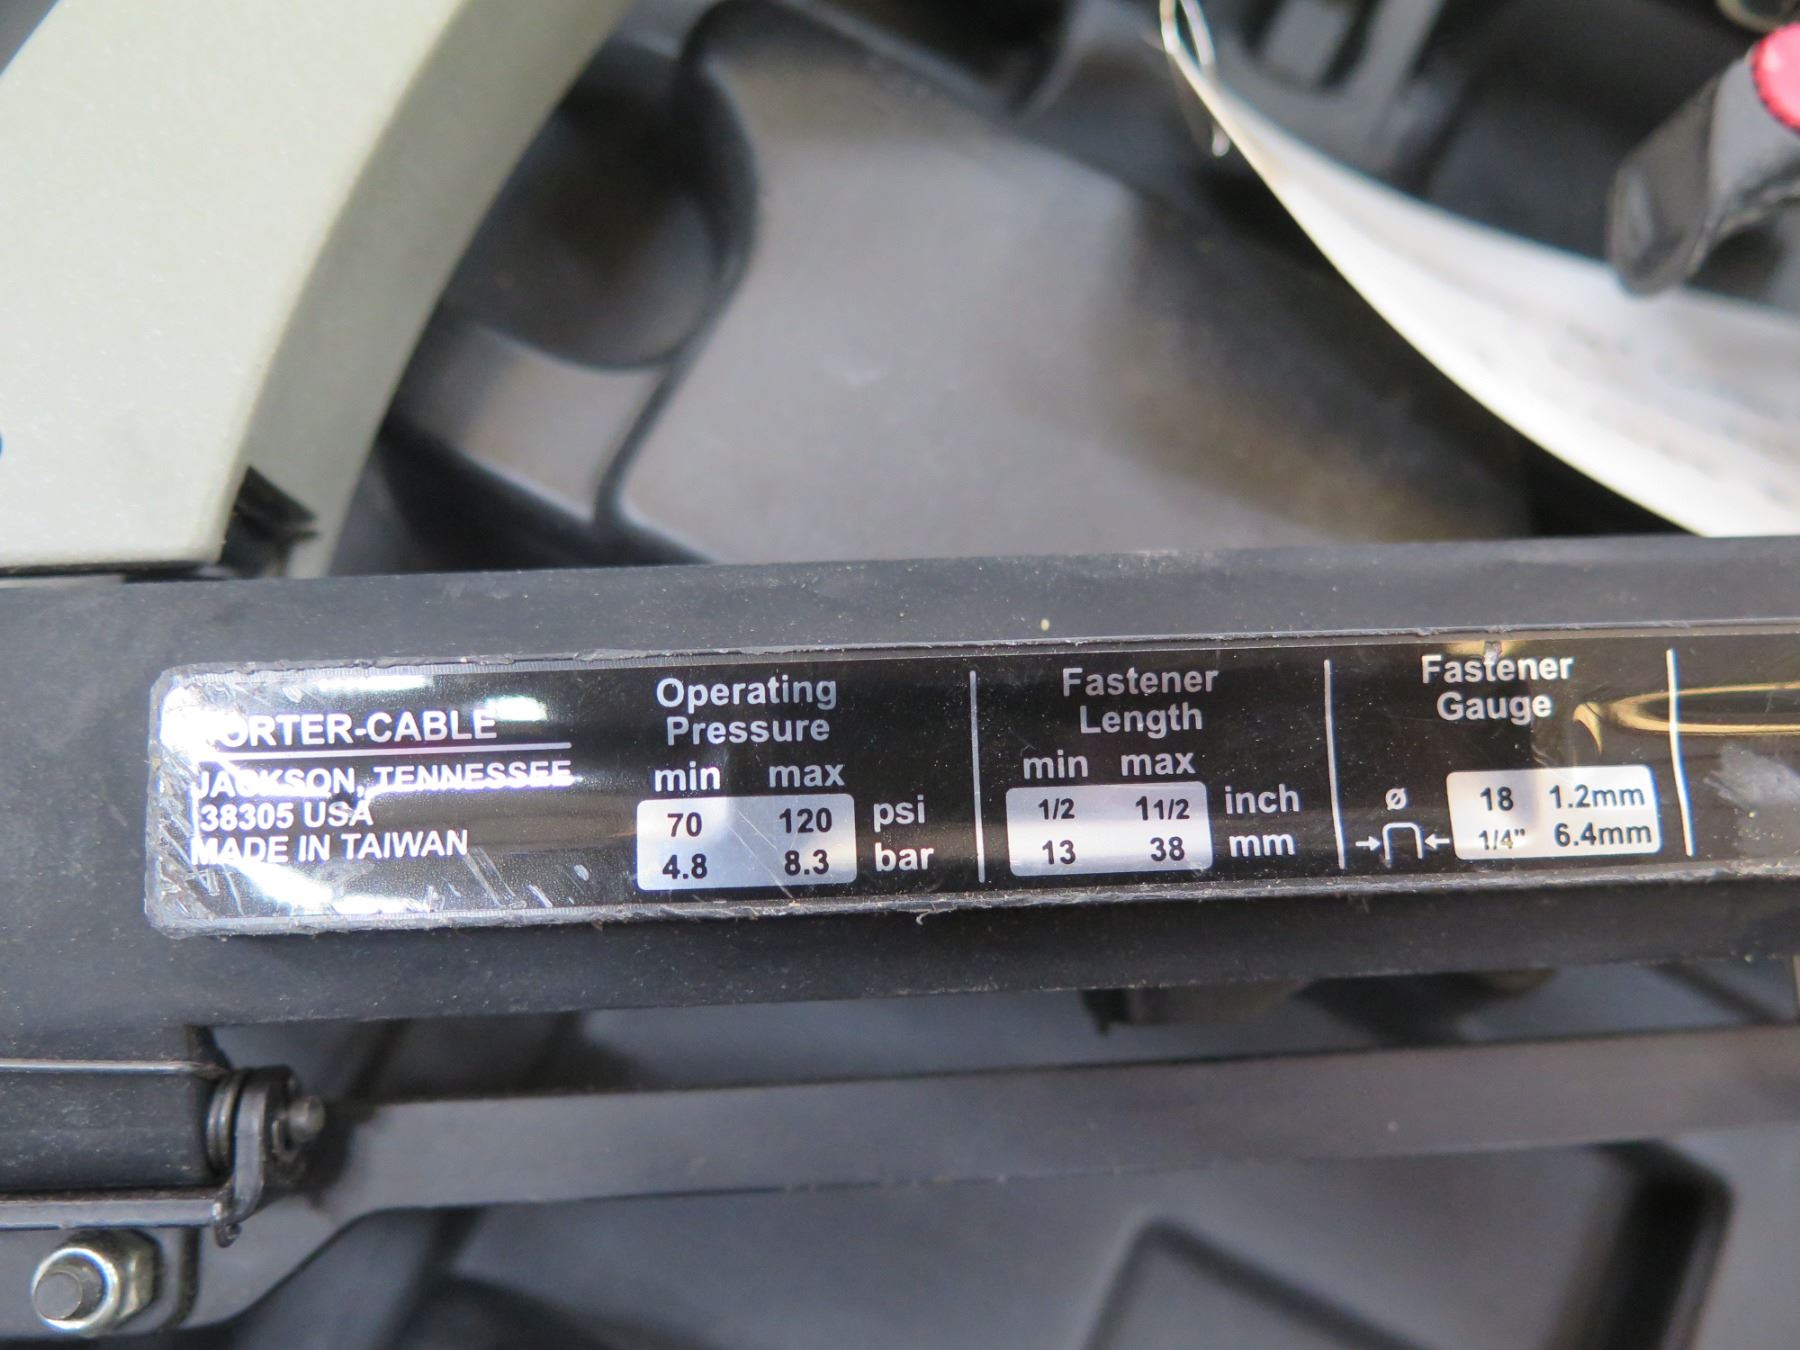 PORTER-CABLE
JACKSON, TENNESSEE
38305 USA
MADE IN TAIWAN
Operating
Pressure
min max
70 120 psi
4.8 8.3 bar
Fastener
Length
min max
1/2 1 1/2 inch
13 38 mm
Fastener
Gauge
ø 18 1.2mm
1/4" 6.4mm